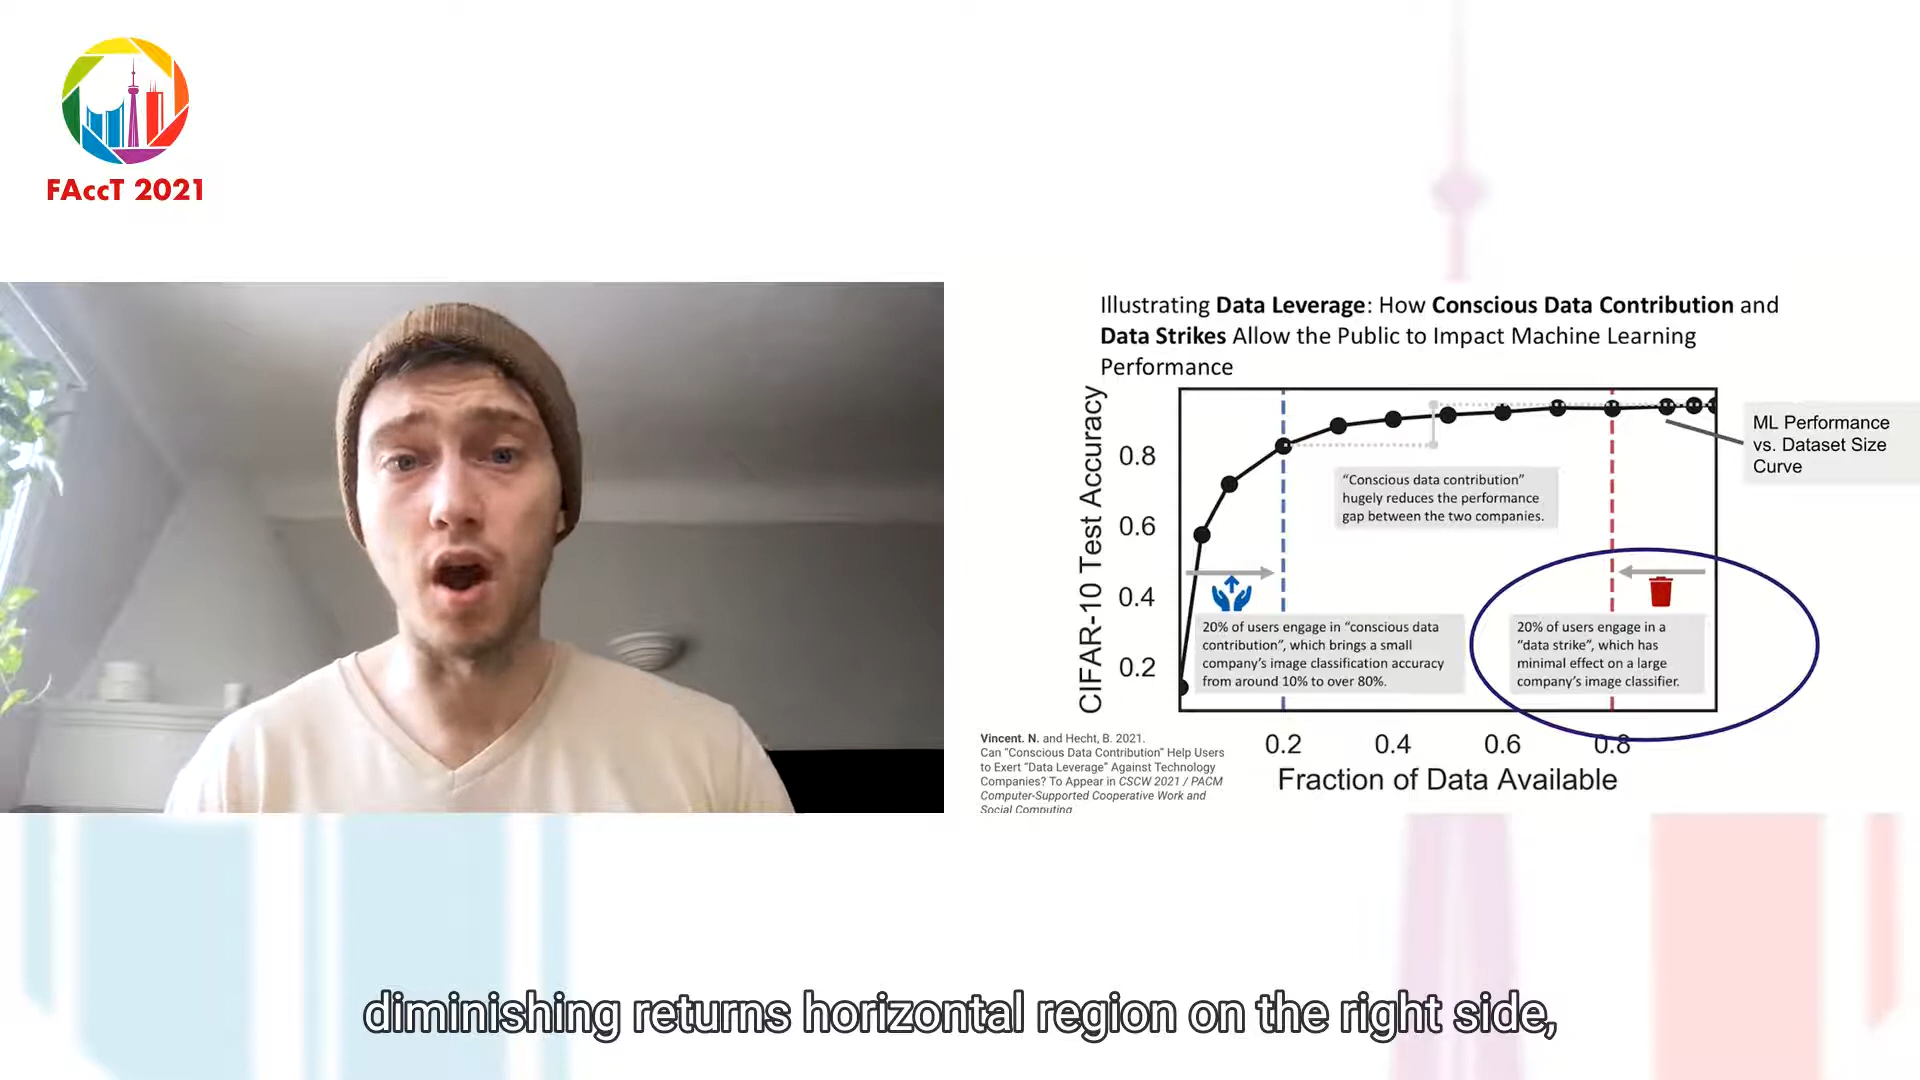 FAccT 2021
Illustrating Data Leverage: How Conscious Data Contribution and
Data Strikes Allow the Public to Impact Machine Learning
Performance
CIFAR-10 Test Accuracy
0.8
0.6
0.4
0.2
ML Performance
vs. Dataset Size
Curve
“Conscious data contribution”
hugely reduces the performance
gap between the two companies.
20% of users engage in “conscious data
contribution”, which brings a small
company’s image classification accuracy
from around 10% to over 80%.
20% of users engage in a
“data strike”, which has
minimal effect on a large
company’s image classifier.
0.2 0.4 0.6 0.8
Fraction of Data Available
Vincent. N. and Hecht, B. 2021.
Can “Conscious Data Contribution” Help Users
to Exert “Data Leverage” Against Technology
Companies? To Appear in CSCW 2021 / PACM
Computer-Supported Cooperative Work and
Social Computing
diminishing returns horizontal region on the right side,